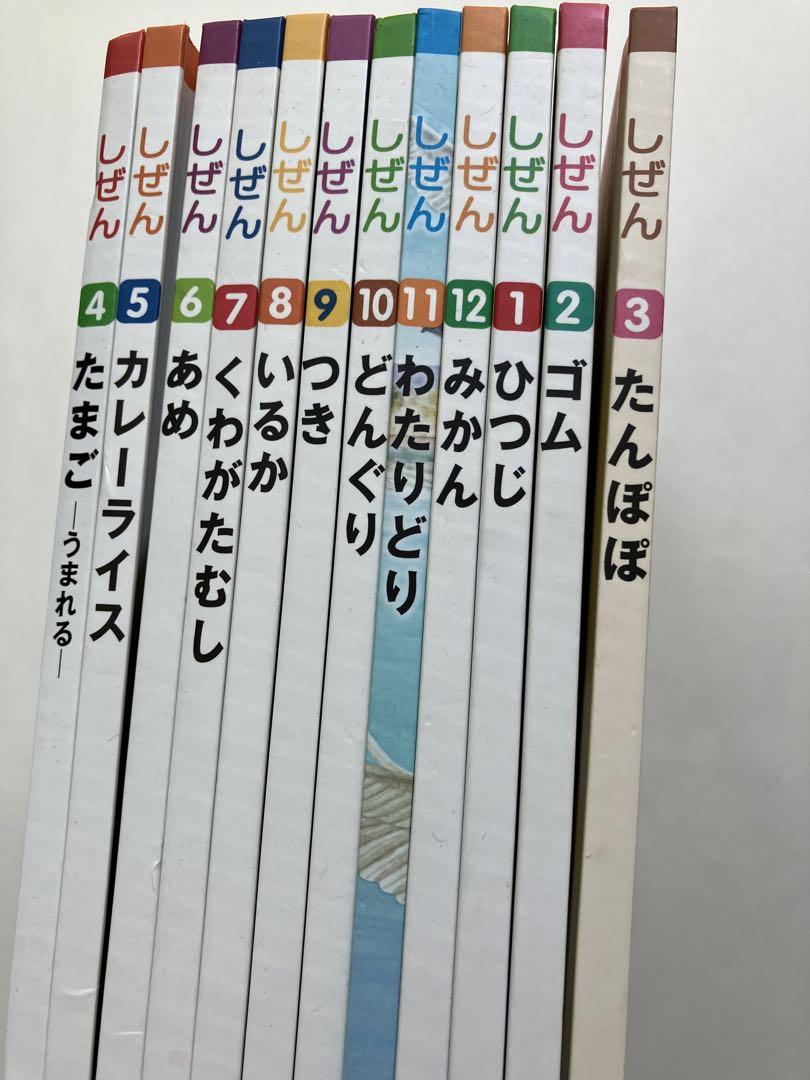 しぜん 4 たまご―うまれる―
しぜん 5 カレーライス
しぜん 6 あめ
しぜん 7 くわがたむし
しぜん 8 いるか
しぜん 9 つき
しぜん 10 どんぐり
しぜん 11 わたりどり
しぜん 12 みかん
しぜん 1 ひつじ
しぜん 2 ゴム
しぜん 3 たんぽぽ